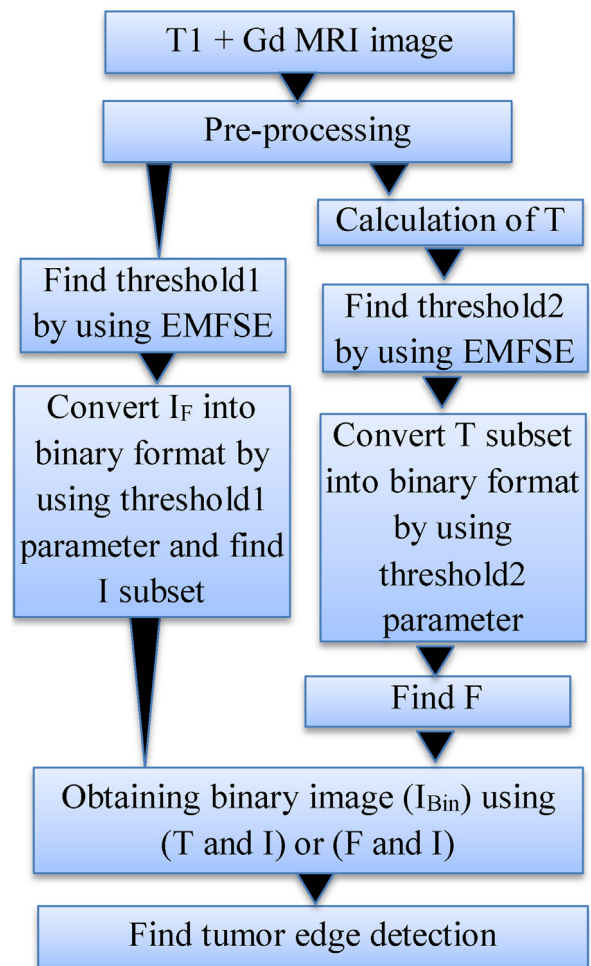 T1 + Gd MRI image
Pre-processing
Find threshold1
by using EMFSE
Convert IF into
binary format by
using threshold1
parameter and find
I subset
Calculation of T
Find threshold2
by using EMFSE
Convert T subset
into binary format
by using
threshold2
parameter
Find F
Obtaining binary image (IBin) using
(T and I) or (F and I)
Find tumor edge detection